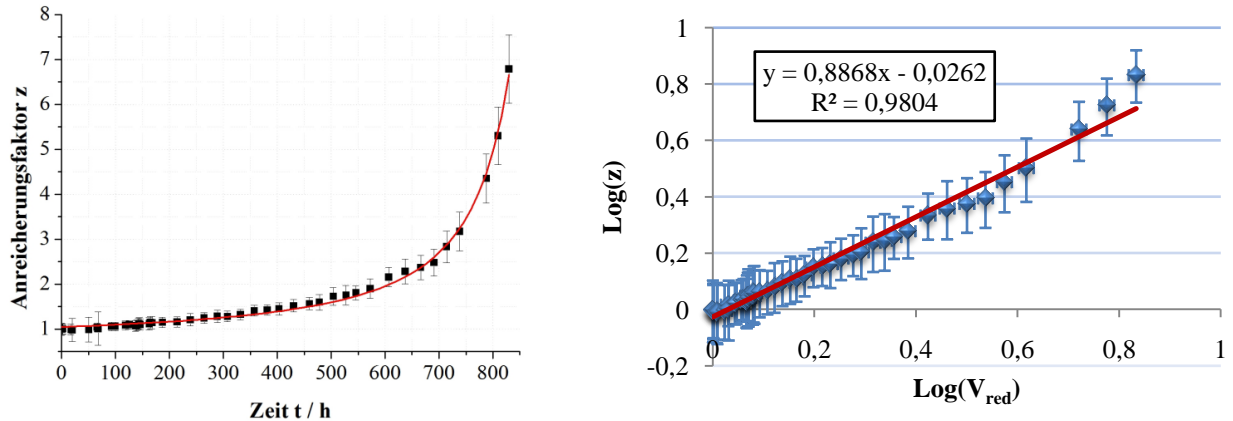 8
7
6
5
4
3
2
1
Anreicherungsfaktor z
0 100 200 300 400 500 600 700 800
Zeit t / h
1
0,8
0,6
0,4
0,2
0
-0,2
Log(z)
y = 0,8868x - 0,0262
R² = 0,9804
0 0,2 0,4 0,6 0,8 1
Log(V_red)